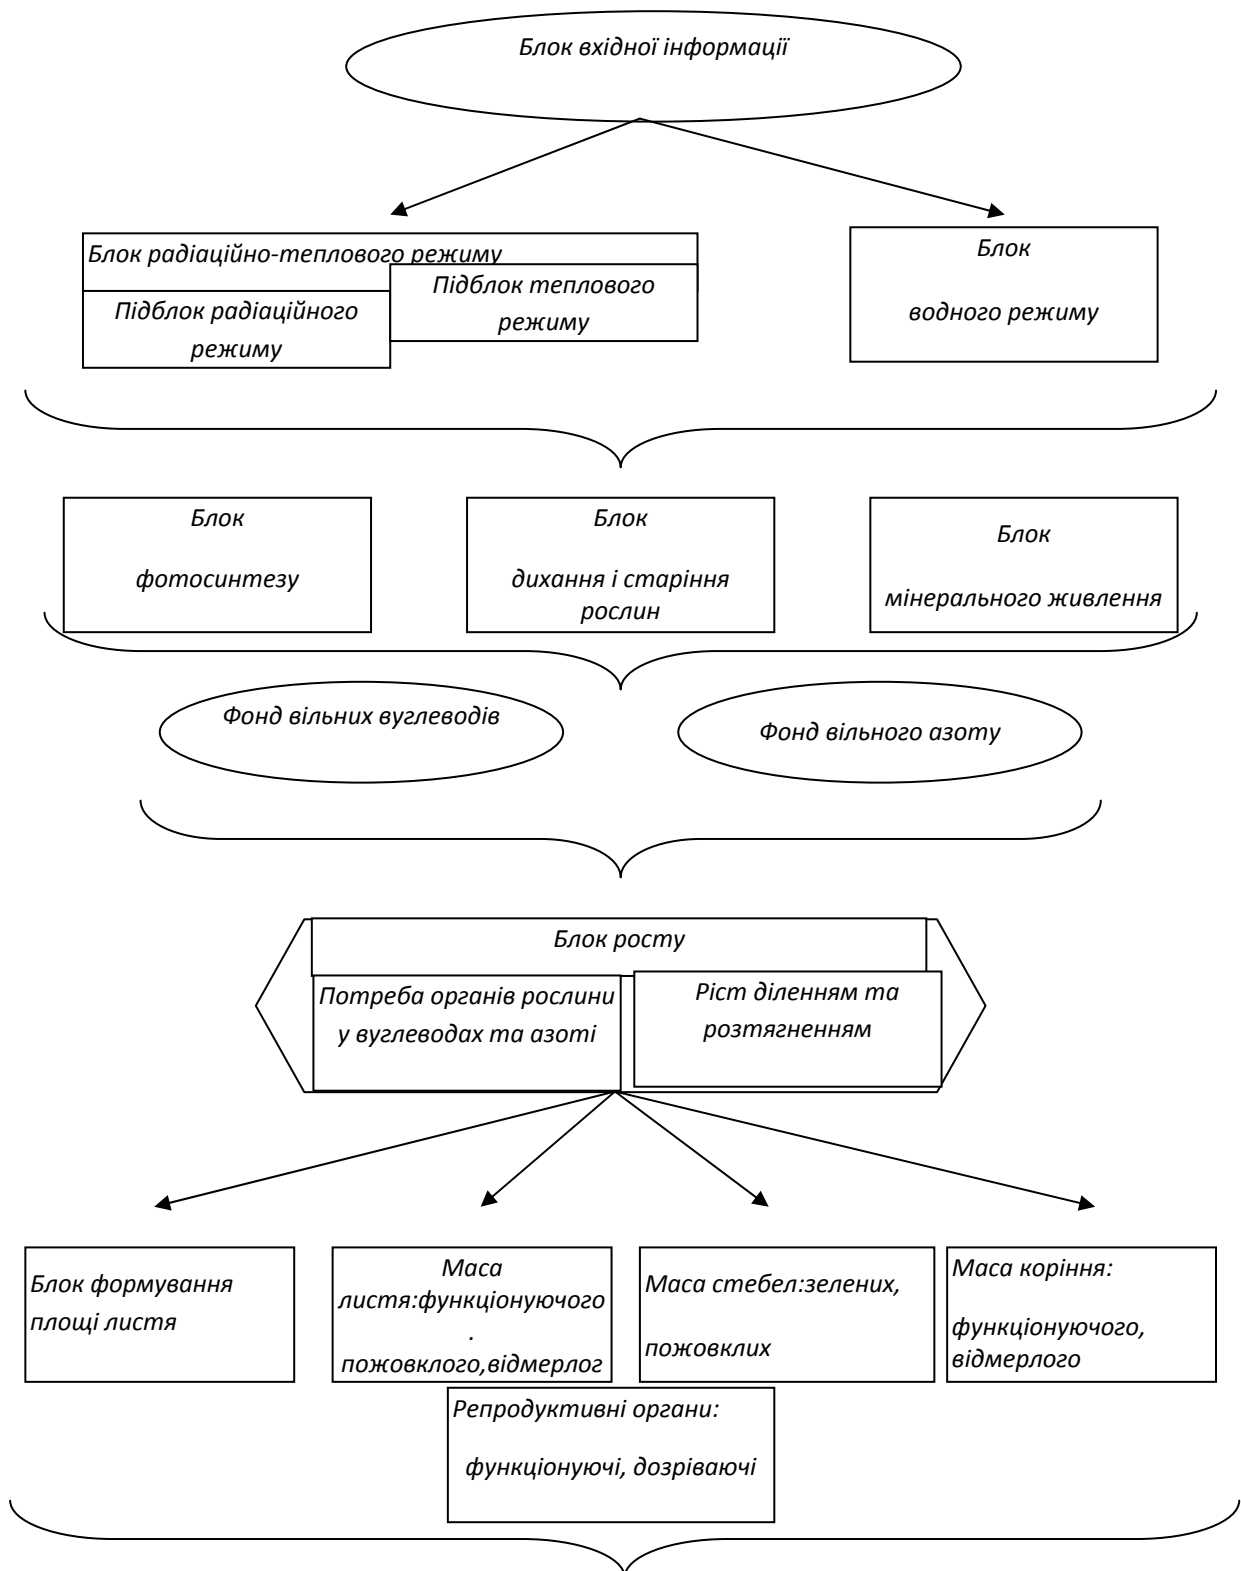 Блок вхідної інформації
Блок радіаційно-теплового режиму
Підблок теплового
режиму
Підблок радіаційного
режиму
Блок
водного режиму
Блок
фотосинтезу
Блок
дихання і старіння
рослин
Блок
мінерального живлення
Фонд вільних вуглеводів
Фонд вільного азоту
Блок росту
Потреба органів рослини
у вуглеводах та азоті
Ріст діленням та
розтягненням
Блок формування
площі листя
Маса
листя:функціонуючого
.
пожовклого,відмерлог
Маса стебел:зелених,
пожовклих
Маса коріння:
функціонуючого,
відмерлого
Репродуктивні органи:
функціонуючі, дозріваючі